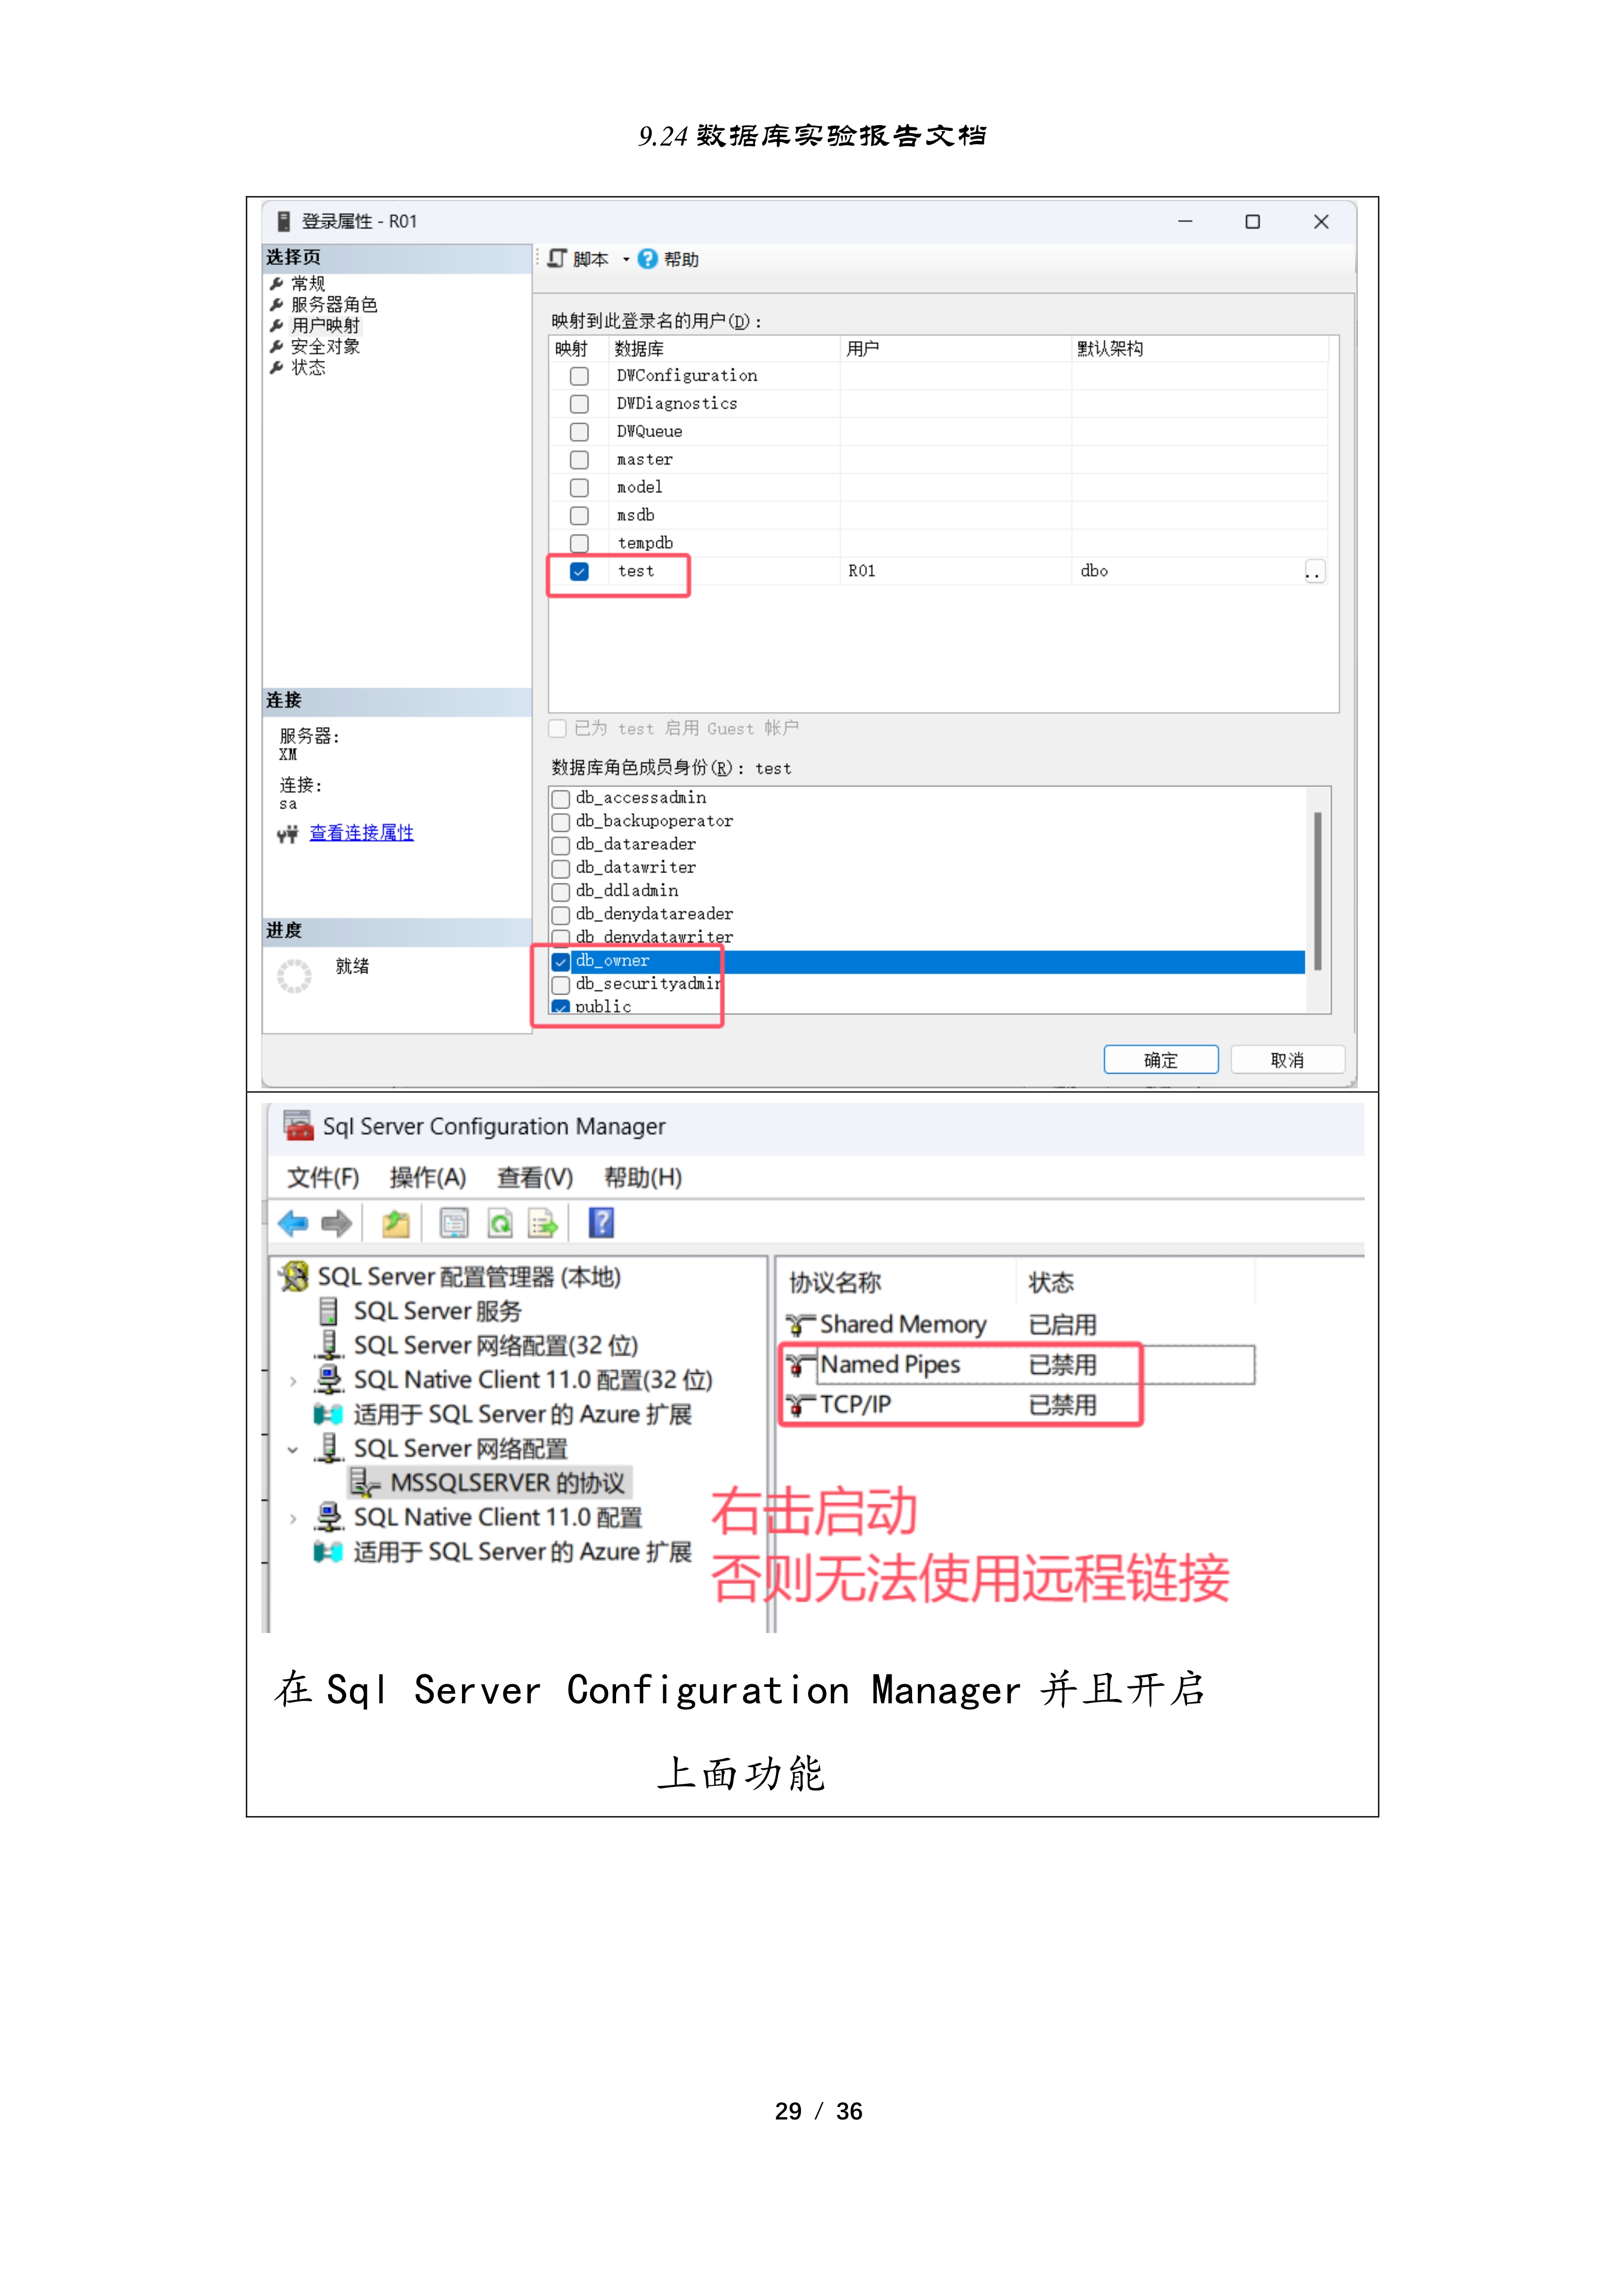 9.24 数据库实验报告文档
登录属性 - R01
选择页
常规
服务器角色
用户映射
安全对象
状态
脚本
帮助
映射到此登录名的用户(D):
映射 数据库 用户 默认架构
DWConfiguration
DWDiagnostics
DWQueue
master
model
msdb
tempdb
test R01 dbo ..
已为 test 启用 Guest 帐户
数据库角色成员身份(R): test
db_accessadmin
db_backupoperator
db_datareader
db_datawriter
db_ddladmin
db_denydatareader
db_denydatawriter
db_owner
db_securityadmin
public
连接
服务器:
XM
连接:
sa
查看连接属性
进度
就绪
确定
取消
Sql Server Configuration Manager
文件(F) 操作(A) 查看(V) 帮助(H)
SQL Server 配置管理器 (本地)
SQL Server 服务
SQL Server 网络配置(32 位)
SQL Native Client 11.0 配置(32 位)
适用于 SQL Server 的 Azure 扩展
SQL Server 网络配置
MSSQLSERVER 的协议
SQL Native Client 11.0 配置
适用于 SQL Server 的 Azure 扩展
协议名称 状态
Shared Memory 已启用
Named Pipes 已禁用
TCP/IP 已禁用
右击启动
否则无法使用远程链接
在 Sql Server Configuration Manager 并且开启
上面功能
29 / 36